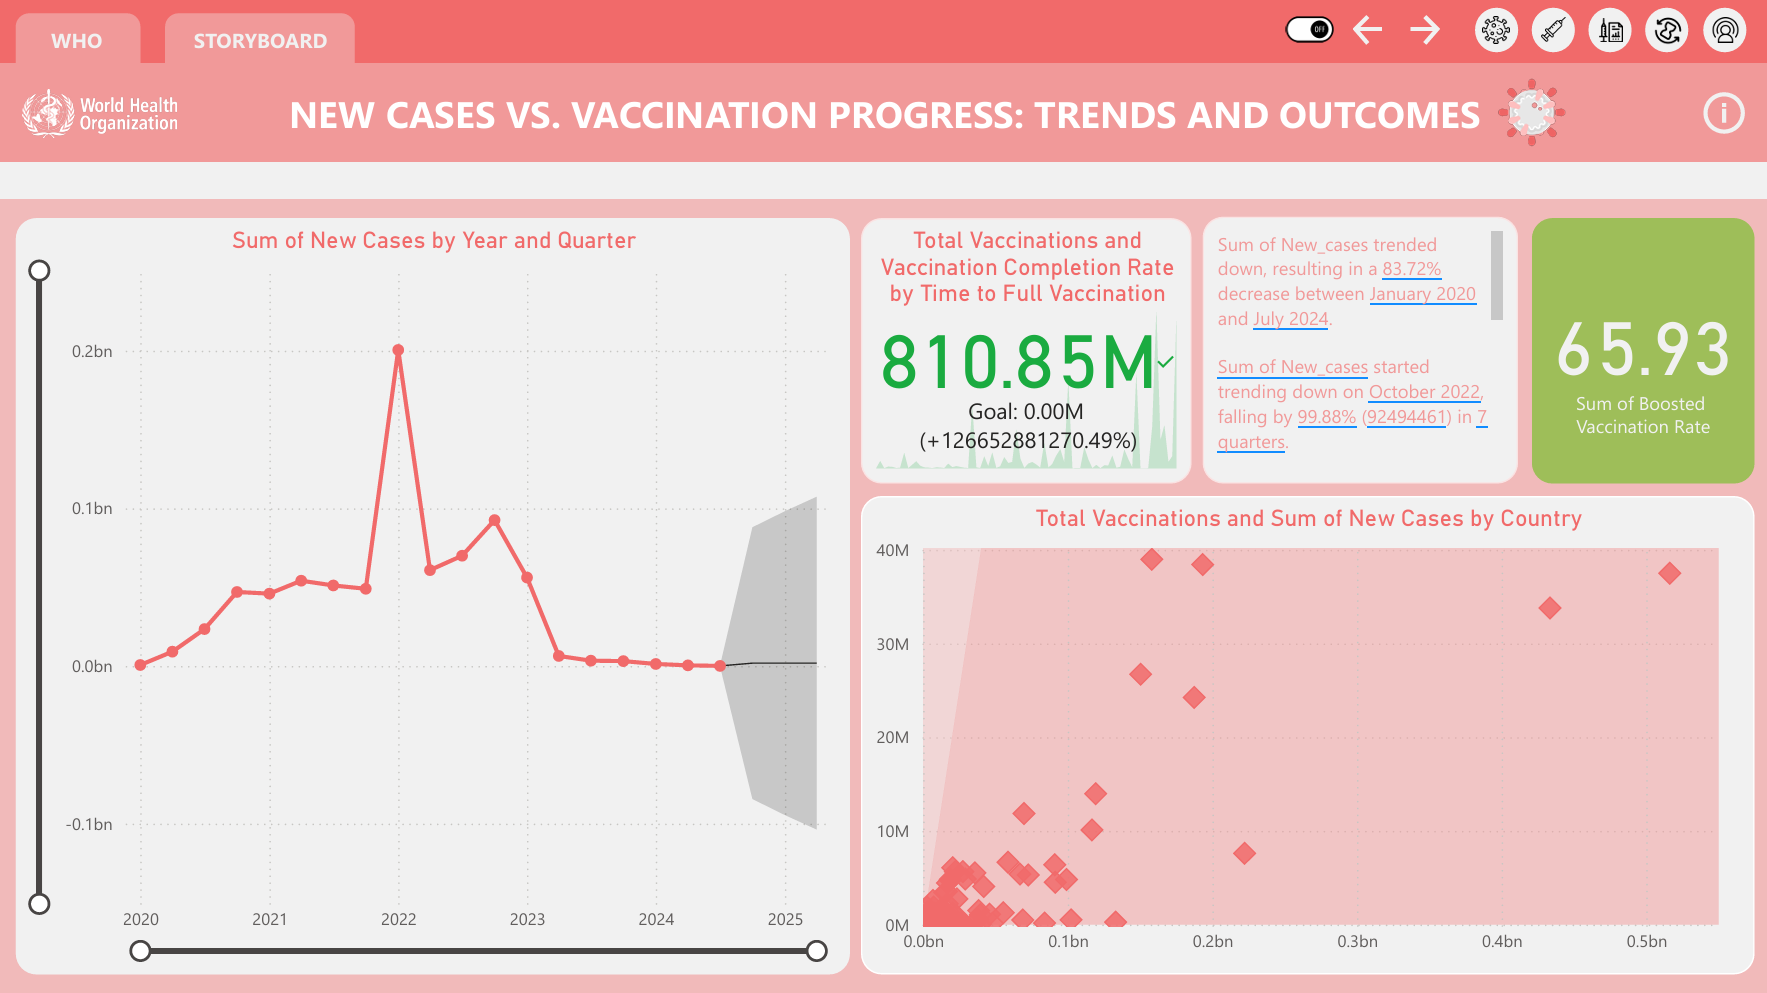 WHO
STORYBOARD
OFF
World Health
Organization
NEW CASES VS. VACCINATION PROGRESS: TRENDS AND OUTCOMES
i
Sum of New Cases by Year and Quarter
0.2bn
0.1bn
0.0bn
-0.1bn
2020
2021
2022
2023
2024
2025
Total Vaccinations and
Vaccination Completion Rate
by Time to Full Vaccination
810.85M
Goal: 0.00M
(+126652881270.49%)
Sum of New_cases trended
down, resulting in a 83.72%
decrease between January 2020
and July 2024.
Sum of New_cases started
trending down on October 2022,
falling by 99.88% (92494461) in 7
quarters.
65.93
Sum of Boosted
Vaccination Rate
Total Vaccinations and Sum of New Cases by Country
40M
30M
20M
10M
0M
0.0bn
0.1bn
0.2bn
0.3bn
0.4bn
0.5bn